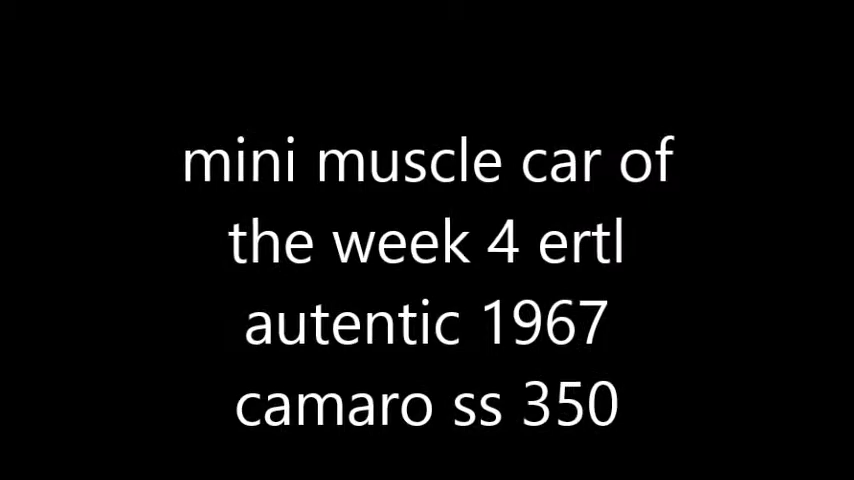 mini muscle car of
the week 4 ertl
autentic 1967
camaro ss 350